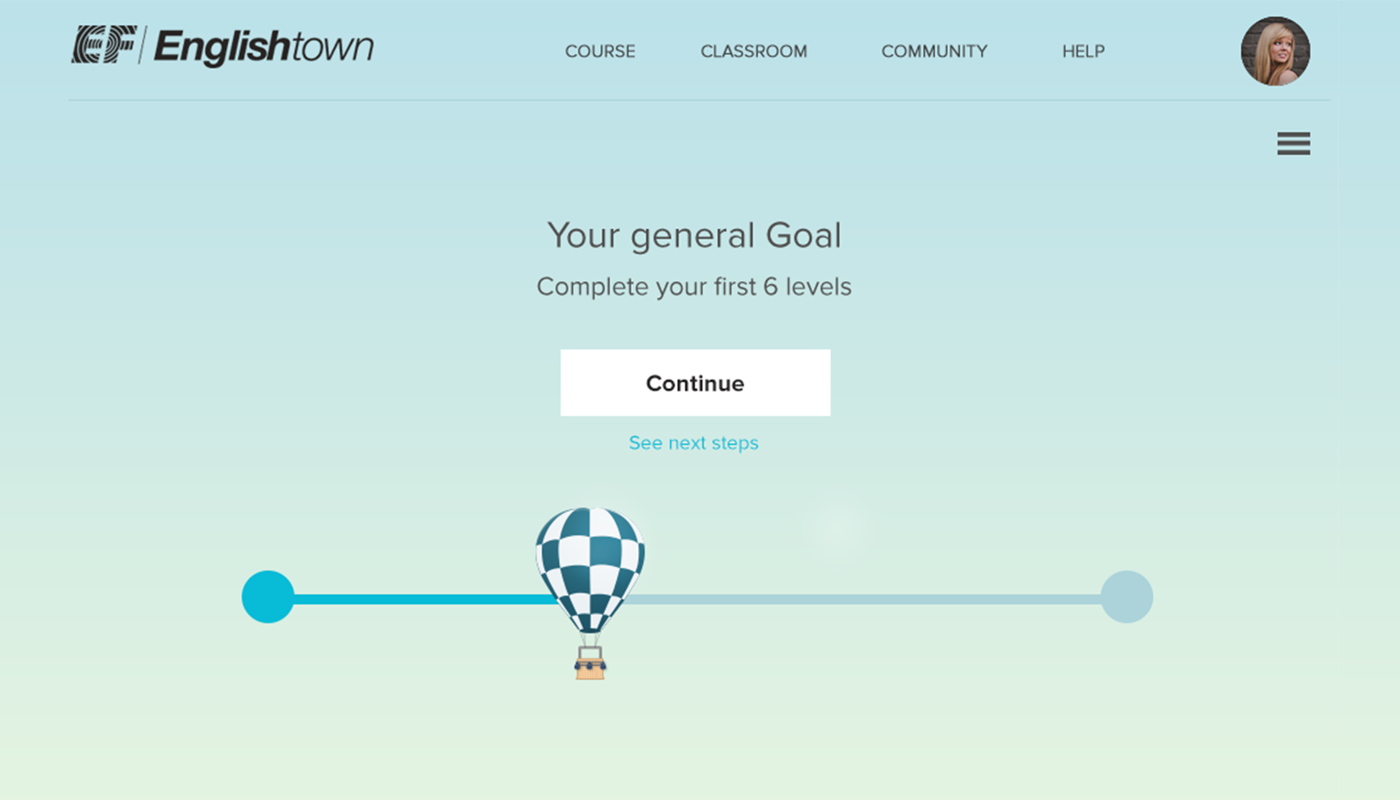 EF Englishtown
COURSE CLASSROOM COMMUNITY HELP
Your general Goal
Complete your first 6 levels
Continue
See next steps